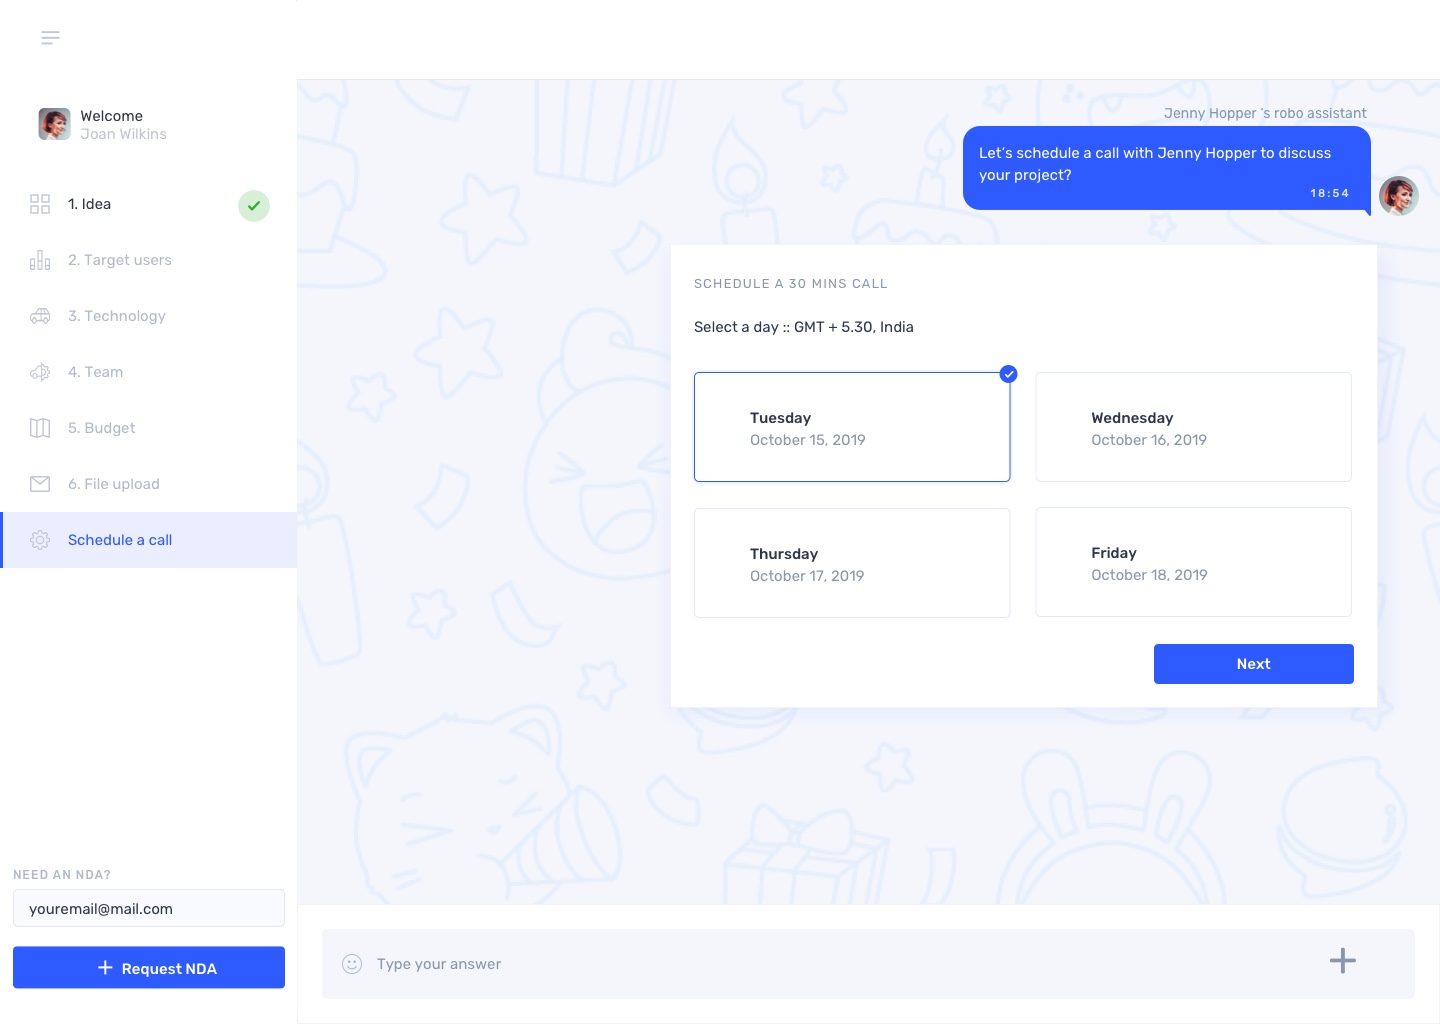 Welcome
Joan Wilkins
1. Idea
2. Target users
3. Technology
4. Team
5. Budget
6. File upload
Schedule a call
NEED AN NDA?
youremail@mail.com
Request NDA
Jenny Hopper 's robo assistant
Let's schedule a call with Jenny Hopper to discuss
your project?
18:54
SCHEDULE A 30 MINS CALL
Select a day :: GMT + 5.30, India
Tuesday
October 15, 2019
Wednesday
October 16, 2019
Thursday
October 17, 2019
Friday
October 18, 2019
Next
Type your answer